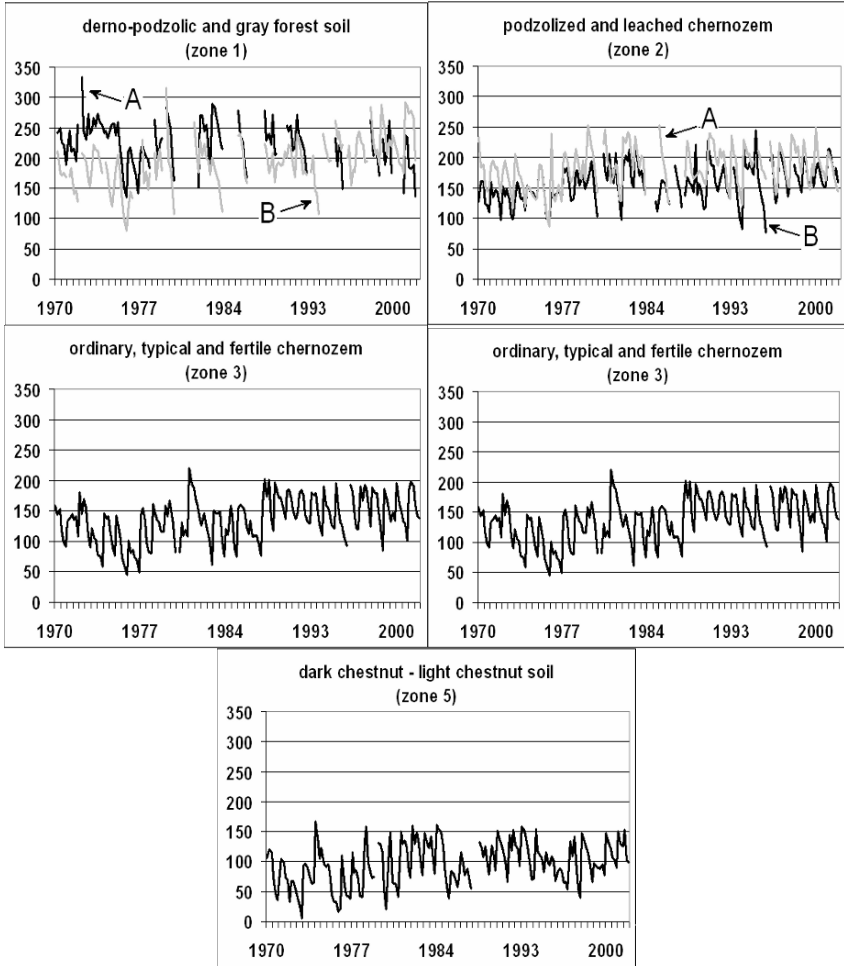 derno-podzolic and gray forest soil
(zone 1)
350
300
250
200
150
100
50
0
A
B
1970 1977 1984 1993 2000
podzolized and leached chernozem
(zone 2)
350
300
250
200
150
100
50
0
A
B
1970 1977 1984 1993 2000
ordinary, typical and fertile chernozem
(zone 3)
350
300
250
200
150
100
50
0
1970 1977 1984 1993 2000
ordinary, typical and fertile chernozem
(zone 3)
350
300
250
200
150
100
50
0
1970 1977 1984 1993 2000
dark chestnut - light chestnut soil
(zone 5)
350
300
250
200
150
100
50
0
1970 1977 1984 1993 2000